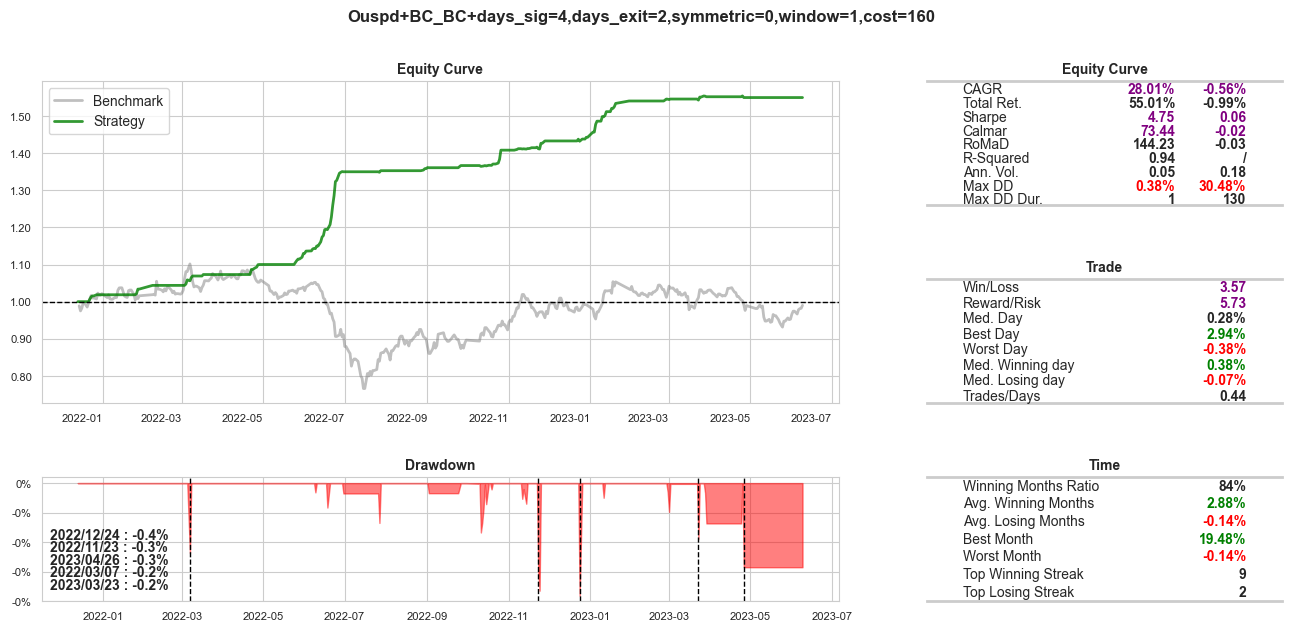 Ouspd+BC_BC+days_sig=4,days_exit=2,symmetric=0,window=1,cost=160
Equity Curve
Benchmark
Strategy
1.50
1.40
1.30
1.20
1.10
1.00
0.90
0.80
2022-01 2022-03 2022-05 2022-07 2022-09 2022-11 2023-01 2023-03 2023-05 2023-07
Equity Curve
CAGR 28.01% -0.56%
Total Ret. 55.01% -0.99%
Sharpe 4.75 0.06
Calmar 73.44 -0.02
RoMaD 144.23 -0.03
R-Squared 0.94 /
Ann. Vol. 0.05 0.18
Max DD 0.38% 30.48%
Max DD Dur. 1 130
Trade
Win/Loss 3.57
Reward/Risk 5.73
Med. Day 0.28%
Best Day 2.94%
Worst Day -0.38%
Med. Winning day 0.38%
Med. Losing day -0.07%
Trades/Days 0.44
Drawdown
0%
-0%
-0%
-0%
-0%
2022/12/24 : -0.4%
2022/11/23 : -0.3%
2023/04/26 : -0.3%
2022/03/07 : -0.2%
2023/03/23 : -0.2%
2022-01 2022-03 2022-05 2022-07 2022-09 2022-11 2023-01 2023-03 2023-05 2023-07
Time
Winning Months Ratio 84%
Avg. Winning Months 2.88%
Avg. Losing Months -0.14%
Best Month 19.48%
Worst Month -0.14%
Top Winning Streak 9
Top Losing Streak 2